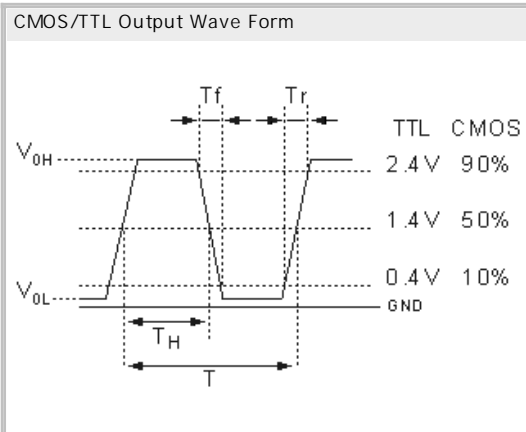 CMOS/TTL Output Wave Form
Tf Tr
TTL CMOS
V0H 2.4V 90%
1.4V 50%
0.4V 10%
V0L GND
TH
T